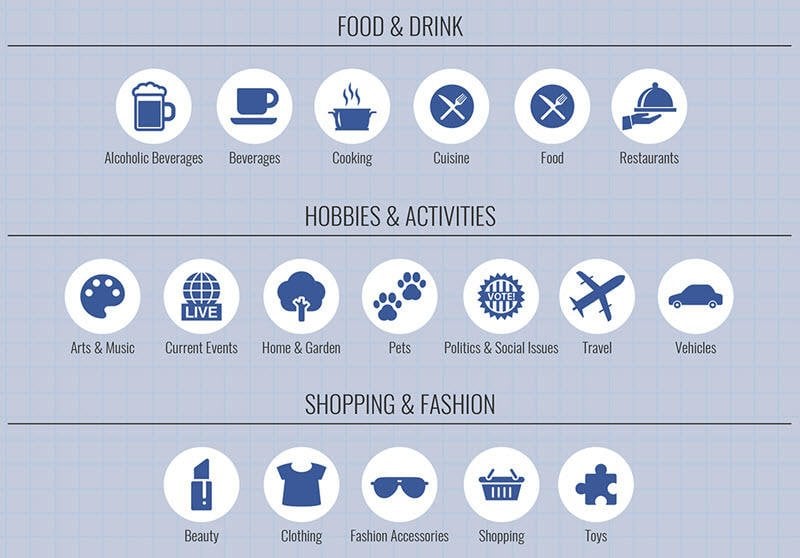 FOOD & DRINK
Alcoholic Beverages
Beverages
Cooking
Cuisine
Food
Restaurants
HOBBIES & ACTIVITIES
LIVE
VOTE!
Arts & Music
Current Events
Home & Garden
Pets
Politics & Social Issues
Travel
Vehicles
SHOPPING & FASHION
Beauty
Clothing
Fashion Accessories
Shopping
Toys